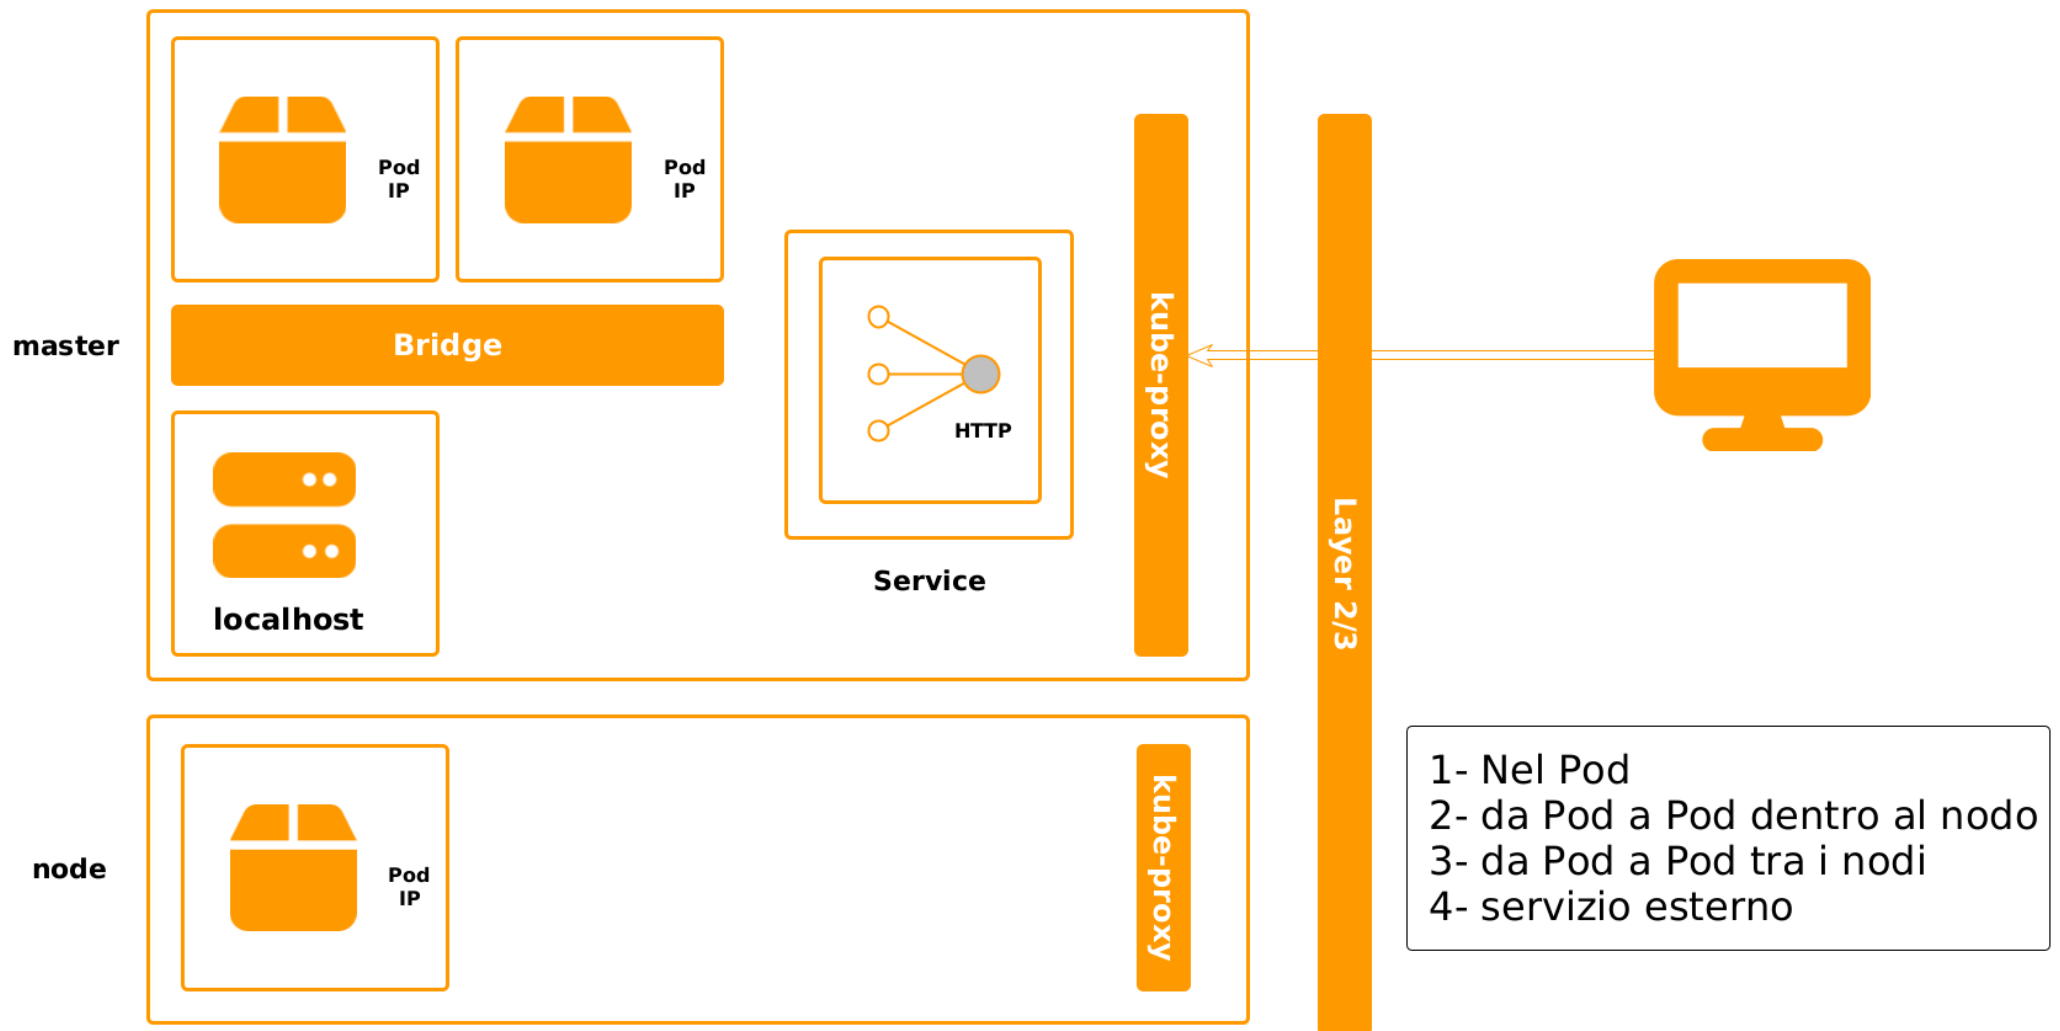 Pod
IP
Pod
IP
master
Bridge
kube-proxy
HTTP
Service
localhost
Layer 2/3
node
Pod
IP
kube-proxy
1- Nel Pod
2- da Pod a Pod dentro al nodo
3- da Pod a Pod tra i nodi
4- servizio esterno